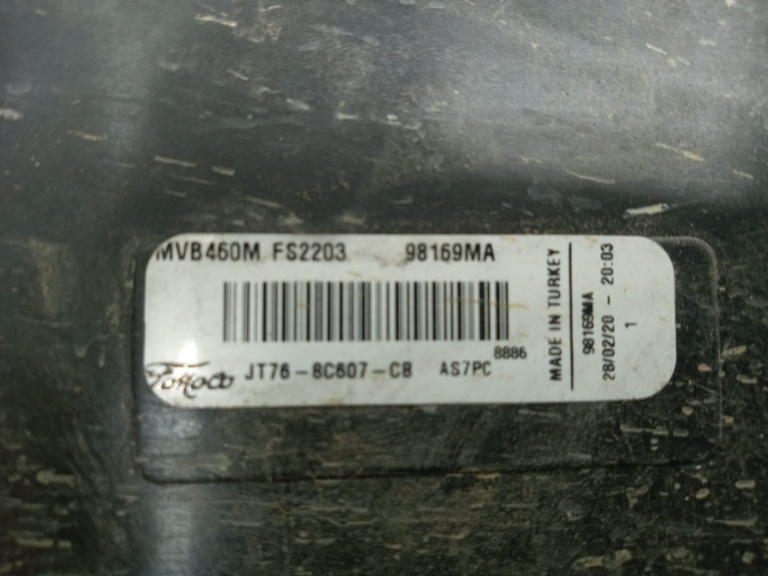 MVB460M FS2203 98169MA
8886
JT76-8C607-CB AS7PC
MADE IN TURKEY
98169MA
28/02/20 - 20:03
1